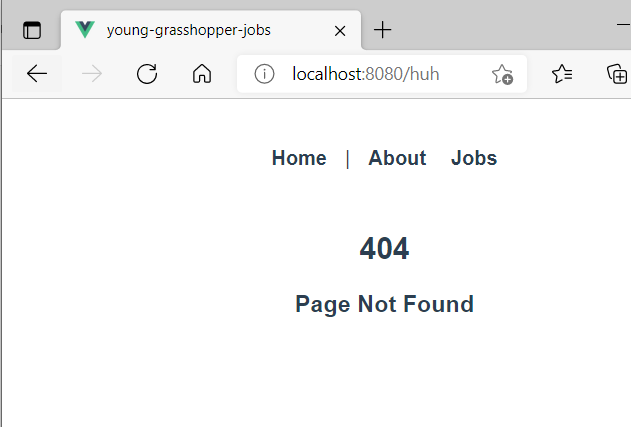 young-grasshopper-jobs
localhost:8080/huh
Home | About Jobs
404
Page Not Found